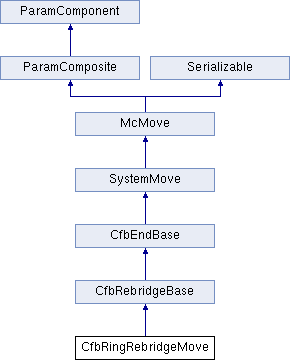 ParamComponent
ParamComposite
Serializable
McMove
SystemMove
CfbEndBase
CfbRebridgeBase
CfbRingRebridgeMove